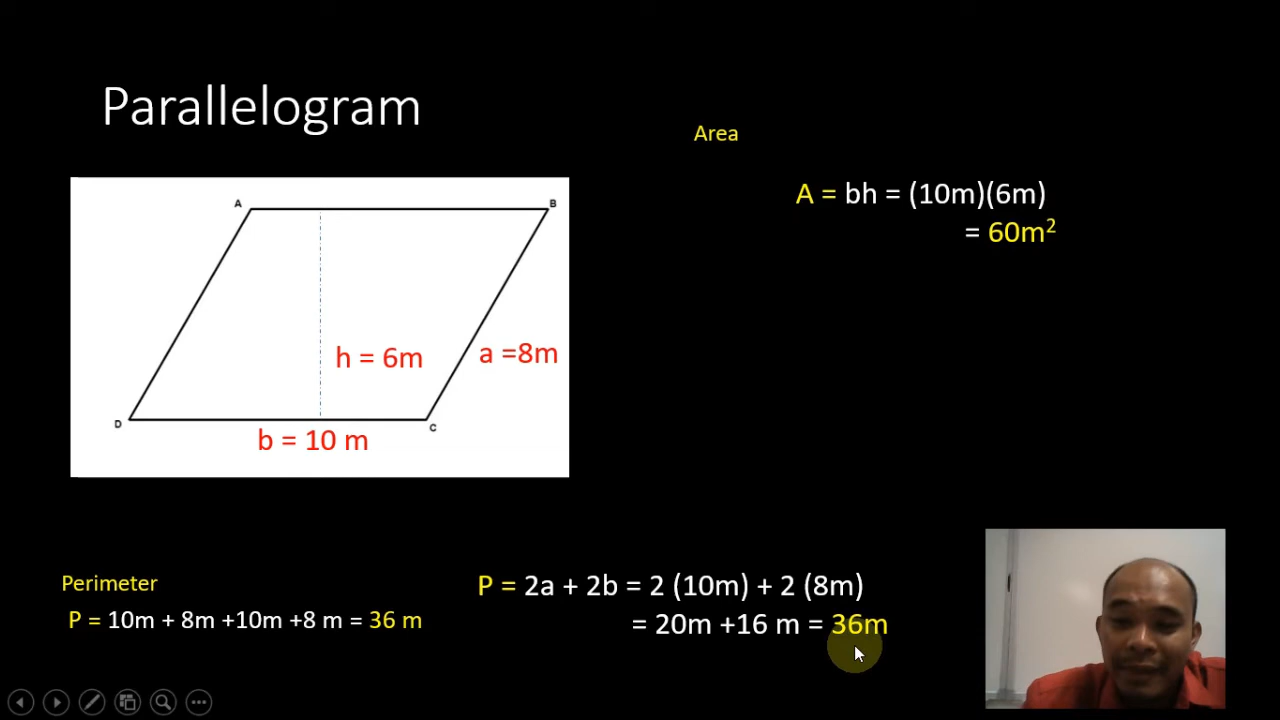 Parallelogram
Area
A = bh = (10m)(6m)
= 60m²
A
B
h = 6m
a =8m
D
C
b = 10 m
Perimeter
P = 10m + 8m +10m +8 m = 36 m
P = 2a + 2b = 2 (10m) + 2 (8m)
= 20m +16 m = 36m